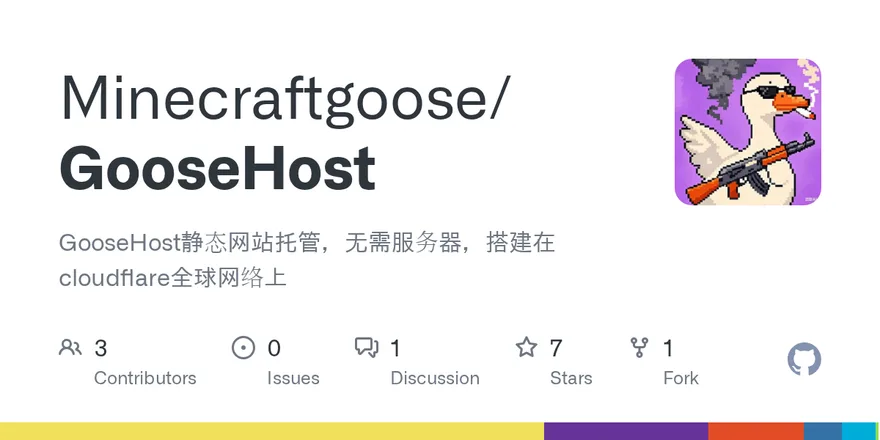 Minecraftgoose/
GooseHost
GooseHost静态网站托管，无需服务器，搭建在
cloudflare全球网络上
3
Contributors
0
Issues
1
Discussion
7
Stars
1
Fork